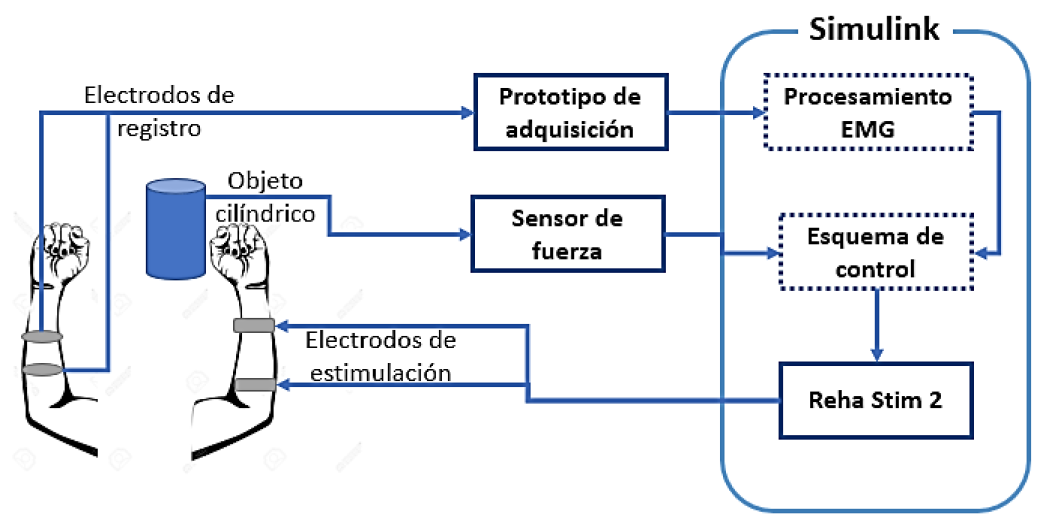 Simulink
Electrodos de
registro
Prototipo de
adquisición
Procesamiento
EMG
Objeto
cilíndrico
Sensor de
fuerza
Esquema de
control
Electrodos de
estimulación
Reha Stim 2